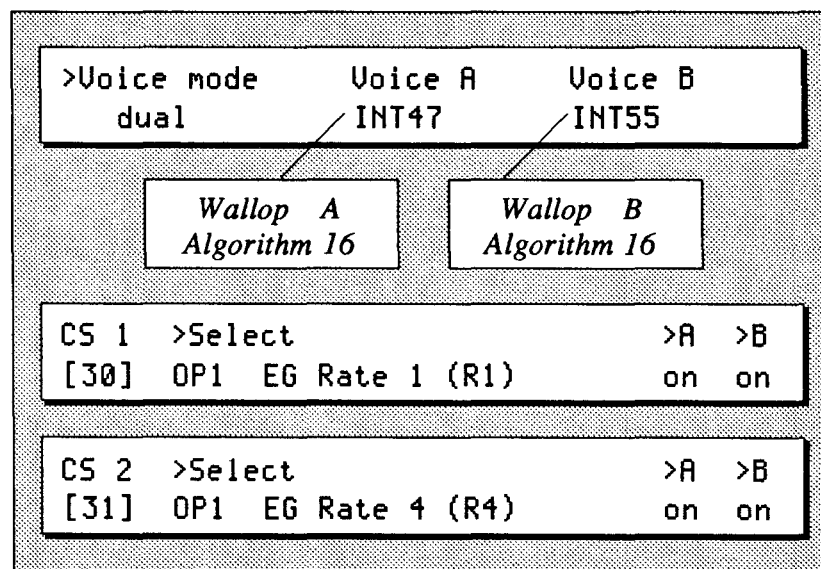 >Voice mode Voice A Voice B
dual INT47 INT55
Wallop A Wallop B
Algorithm 16 Algorithm 16
CS 1 >Select >A >B
[30] OP1 EG Rate 1 (R1) on on
CS 2 >Select >A >B
[31] OP1 EG Rate 4 (R4) on on